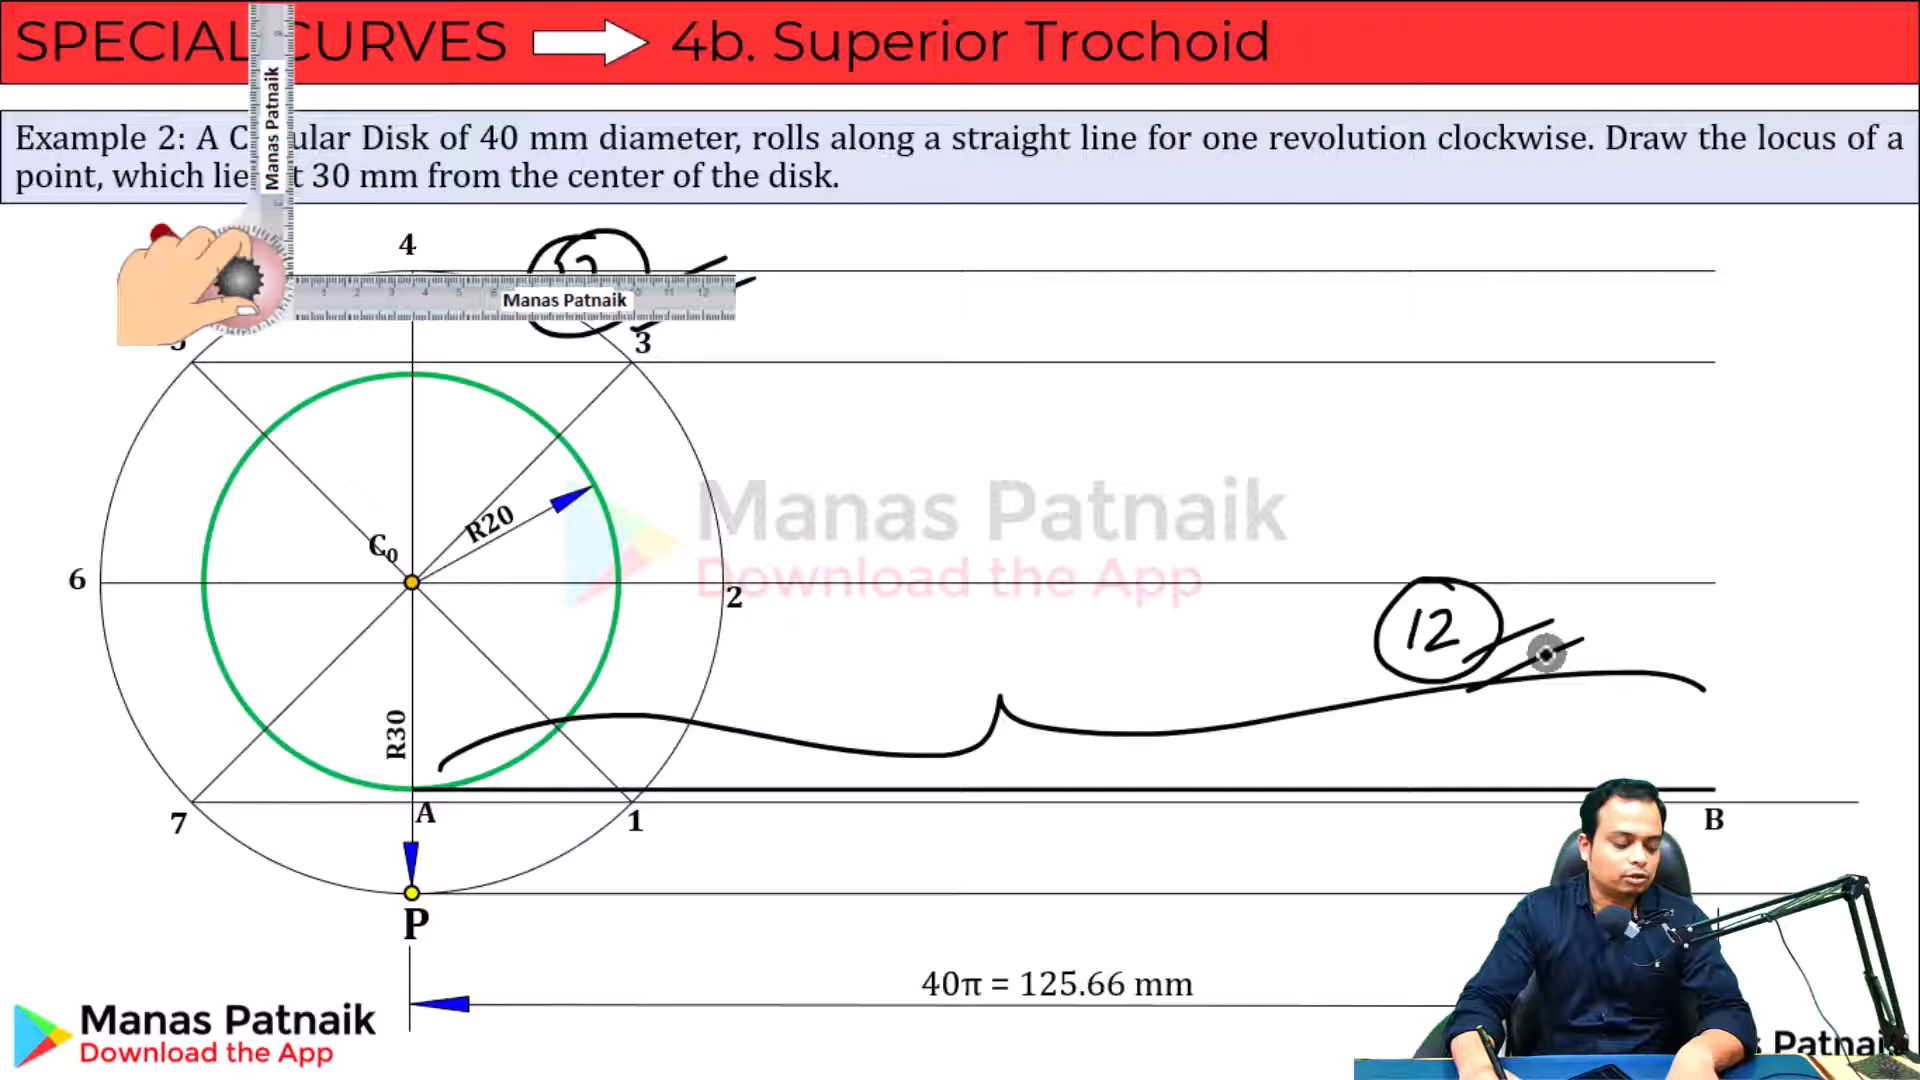 SPECIAL CURVES 4b. Superior Trochoid
Manas Patnaik
Example 2: A C ular Disk of 40 mm diameter, rolls along a straight line for one revolution clockwise. Draw the locus of a
point, which lie t 30 mm from the center of the disk.
4
Manas Patnaik
3
Manas Patnaik
Download the App
R20
C0
6
2
12
R30
A
7
1
B
P
40π = 125.66 mm
Manas Patnaik
Download the App
Patnaik